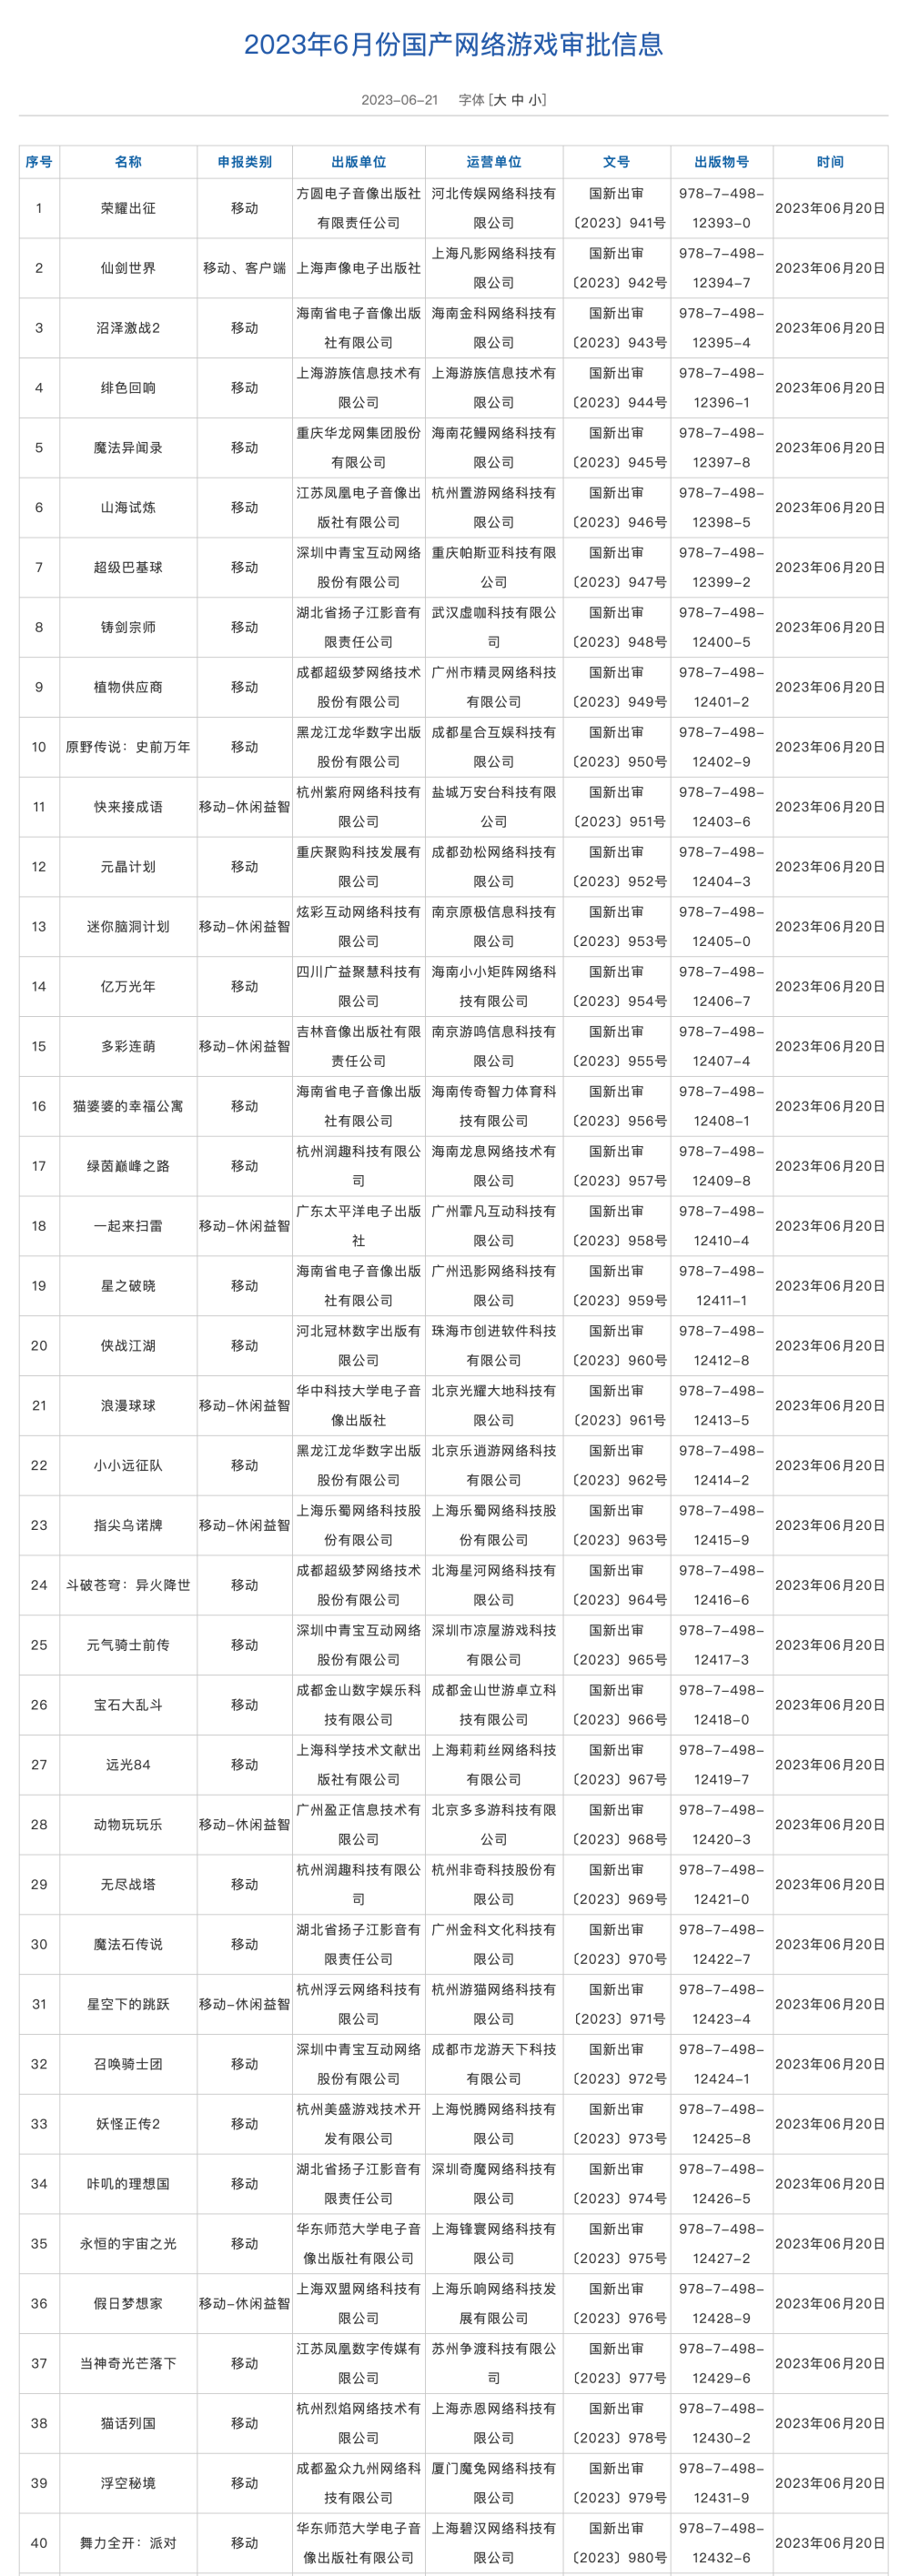 2023年6月份国产网络游戏审批信息
2023-06-21 字体 [大 中 小]
序号 名称 申报类别 出版单位 运营单位 文号 出版物号 时间
1 荣耀出征 移动 方圆电子音像出版社有限责任公司 河北传娱网络科技有限公司 国新出审〔2023〕941号 978-7-498-12393-0 2023年06月20日
2 仙剑世界 移动、客户端 上海声像电子出版社 上海凡影网络科技有限公司 国新出审〔2023〕942号 978-7-498-12394-7 2023年06月20日
3 沼泽激战2 移动 海南省电子音像出版社有限公司 海南金科网络科技有限公司 国新出审〔2023〕943号 978-7-498-12395-4 2023年06月20日
4 绯色回响 移动 上海游族信息技术有限公司 上海游族信息技术有限公司 国新出审〔2023〕944号 978-7-498-12396-1 2023年06月20日
5 魔法异闻录 移动 重庆华龙网集团股份有限公司 海南花鳗网络科技有限公司 国新出审〔2023〕945号 978-7-498-12397-8 2023年06月20日
6 山海试炼 移动 江苏凤凰电子音像出版社有限公司 杭州置游网络科技有限公司 国新出审〔2023〕946号 978-7-498-12398-5 2023年06月20日
7 超级巴基球 移动 深圳中青宝互动网络股份有限公司 重庆帕斯亚科技有限公司 国新出审〔2023〕947号 978-7-498-12399-2 2023年06月20日
8 铸剑宗师 移动 湖北省扬子江影音有限责任公司 武汉虚咖科技有限公司 国新出审〔2023〕948号 978-7-498-12400-5 2023年06月20日
9 植物供应商 移动 成都超级梦网络技术股份有限公司 广州市精灵网络科技有限公司 国新出审〔2023〕949号 978-7-498-12401-2 2023年06月20日
10 原野传说：史前万年 移动 黑龙江龙华数字出版股份有限公司 成都星合互娱科技有限公司 国新出审〔2023〕950号 978-7-498-12402-9 2023年06月20日
11 快来接成语 移动-休闲益智 杭州紫府网络科技有限公司 盐城万安台科技有限公司 国新出审〔2023〕951号 978-7-498-12403-6 2023年06月20日
12 元晶计划 移动 重庆聚购科技发展有限公司 成都劲松网络科技有限公司 国新出审〔2023〕952号 978-7-498-12404-3 2023年06月20日
13 迷你脑洞计划 移动-休闲益智 炫彩互动网络科技有限公司 南京原极信息科技有限公司 国新出审〔2023〕953号 978-7-498-12405-0 2023年06月20日
14 亿万光年 移动 四川广益聚慧科技有限公司 海南小小矩阵网络科技有限公司 国新出审〔2023〕954号 978-7-498-12406-7 2023年06月20日
15 多彩连萌 移动-休闲益智 吉林音像出版社有限责任公司 南京游鸣信息科技有限公司 国新出审〔2023〕955号 978-7-498-12407-4 2023年06月20日
16 猫婆婆的幸福公寓 移动 海南省电子音像出版社有限公司 海南传奇智力体育科技有限公司 国新出审〔2023〕956号 978-7-498-12408-1 2023年06月20日
17 绿茵巅峰之路 移动 杭州润趣科技有限公司 海南龙息网络技术有限公司 国新出审〔2023〕957号 978-7-498-12409-8 2023年06月20日
18 一起来扫雷 移动-休闲益智 广东太平洋电子出版社 广州霏凡互动科技有限公司 国新出审〔2023〕958号 978-7-498-12410-4 2023年06月20日
19 星之破晓 移动 海南省电子音像出版社有限公司 广州迅影网络科技有限公司 国新出审〔2023〕959号 978-7-498-12411-1 2023年06月20日
20 侠战江湖 移动 河北冠林数字出版有限公司 珠海市创进软件科技有限公司 国新出审〔2023〕960号 978-7-498-12412-8 2023年06月20日
21 浪漫球球 移动-休闲益智 华中科技大学电子音像出版社 北京光耀大地科技有限公司 国新出审〔2023〕961号 978-7-498-12413-5 2023年06月20日
22 小小远征队 移动 黑龙江龙华数字出版股份有限公司 北京乐逍游网络科技有限公司 国新出审〔2023〕962号 978-7-498-12414-2 2023年06月20日
23 指尖乌诺牌 移动-休闲益智 上海乐蜀网络科技股份有限公司 上海乐蜀网络科技股份有限公司 国新出审〔2023〕963号 978-7-498-12415-9 2023年06月20日
24 斗破苍穹：异火降世 移动 成都超级梦网络技术股份有限公司 北海星河网络科技有限公司 国新出审〔2023〕964号 978-7-498-12416-6 2023年06月20日
25 元气骑士前传 移动 深圳中青宝互动网络股份有限公司 深圳市凉屋游戏科技有限公司 国新出审〔2023〕965号 978-7-498-12417-3 2023年06月20日
26 宝石大乱斗 移动 成都金山数字娱乐科技有限公司 成都金山世游卓立科技有限公司 国新出审〔2023〕966号 978-7-498-12418-0 2023年06月20日
27 远光84 移动 上海科学技术文献出版社有限公司 上海莉莉丝网络科技有限公司 国新出审〔2023〕967号 978-7-498-12419-7 2023年06月20日
28 动物玩玩乐 移动-休闲益智 广州盈正信息技术有限公司 北京多多游科技有限公司 国新出审〔2023〕968号 978-7-498-12420-3 2023年06月20日
29 无尽战塔 移动 杭州润趣科技有限公司 杭州非奇科技股份有限公司 国新出审〔2023〕969号 978-7-498-12421-0 2023年06月20日
30 魔法石传说 移动 湖北省扬子江影音有限责任公司 广州金科文化科技有限公司 国新出审〔2023〕970号 978-7-498-12422-7 2023年06月20日
31 星空下的跳跃 移动-休闲益智 杭州浮云网络科技有限公司 杭州游猫网络科技有限公司 国新出审〔2023〕971号 978-7-498-12423-4 2023年06月20日
32 召唤骑士团 移动 深圳中青宝互动网络股份有限公司 成都市龙游天下科技有限公司 国新出审〔2023〕972号 978-7-498-12424-1 2023年06月20日
33 妖怪正传2 移动 杭州美盛游戏技术开发有限公司 上海悦腾网络科技有限公司 国新出审〔2023〕973号 978-7-498-12425-8 2023年06月20日
34 咔叽的理想国 移动 湖北省扬子江影音有限责任公司 深圳奇魔网络科技有限公司 国新出审〔2023〕974号 978-7-498-12426-5 2023年06月20日
35 永恒的宇宙之光 移动 华东师范大学电子音像出版社有限公司 上海锋寰网络科技有限公司 国新出审〔2023〕975号 978-7-498-12427-2 2023年06月20日
36 假日梦想家 移动-休闲益智 上海双盟网络科技有限公司 上海乐响网络科技发展有限公司 国新出审〔2023〕976号 978-7-498-12428-9 2023年06月20日
37 当神奇光芒落下 移动 江苏凤凰数字传媒有限公司 苏州争渡科技有限公司 国新出审〔2023〕977号 978-7-498-12429-6 2023年06月20日
38 猫话列国 移动 杭州烈焰网络技术有限公司 上海赤恩网络科技有限公司 国新出审〔2023〕978号 978-7-498-12430-2 2023年06月20日
39 浮空秘境 移动 成都盈众九州网络科技有限公司 厦门魔兔网络科技有限公司 国新出审〔2023〕979号 978-7-498-12431-9 2023年06月20日
40 舞力全开：派对 移动 华东师范大学电子音像出版社有限公司 上海碧汉网络科技有限公司 国新出审〔2023〕980号 978-7-498-12432-6 2023年06月20日